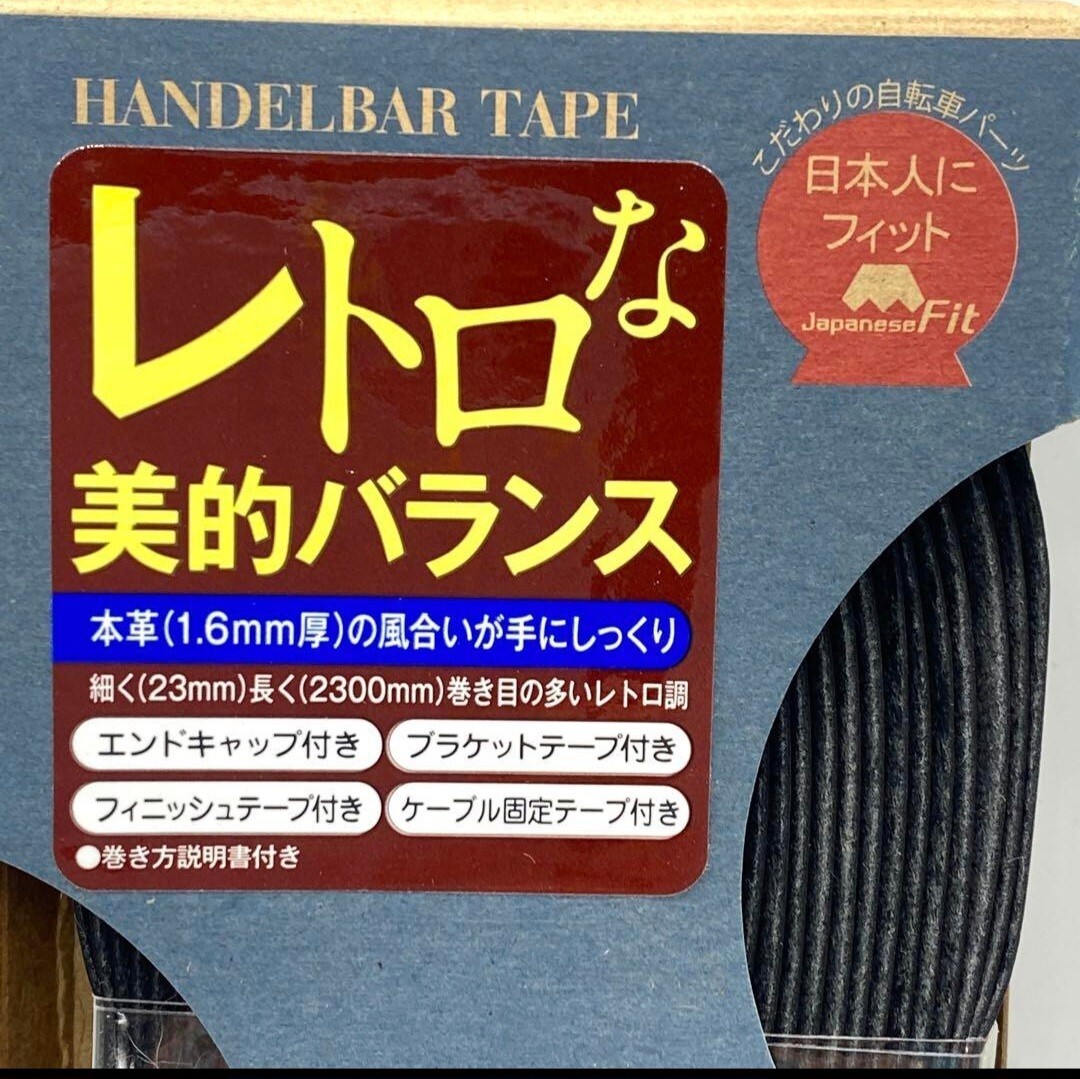 HANDELBAR TAPE
こだわりの自転車パーツ
日本人に
フィット
JapaneseFit
レトロな
美的バランス
本革(1.6mm厚)の風合いが手にしっくり
細く(23mm)長く(2300mm)巻き目の多いレトロ調
エンドキャップ付き
ブラケットテープ付き
フィニッシュテープ付き
ケーブル固定テープ付き
●巻き方説明書付き